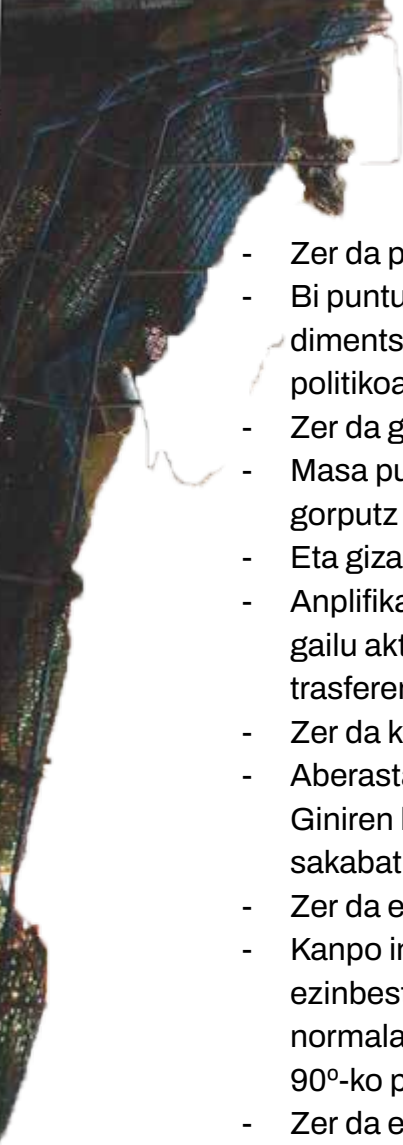 - Zer da p
- Bi puntu
diments
politikoa
- Zer da g
- Masa pu
gorputz
- Eta giza
- Anplifika
gailu akt
trasferen
- Zer da k
- Aberasta
Giniren
sakabat
- Zer da e
- Kanpo in
ezinbest
normala
90º-ko p
- Zer da e